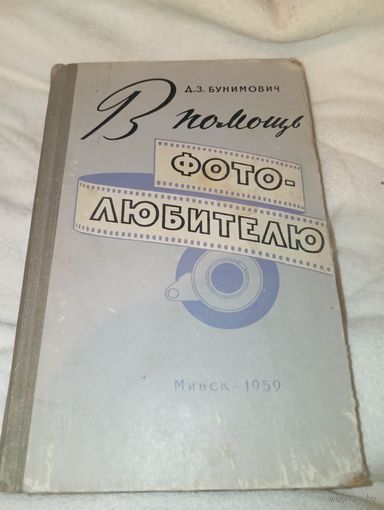 Д.З. БУНИМОВИЧ
В помощь
ФОТО-
ЛЮБИТЕЛЮ
МИНСК - 1959